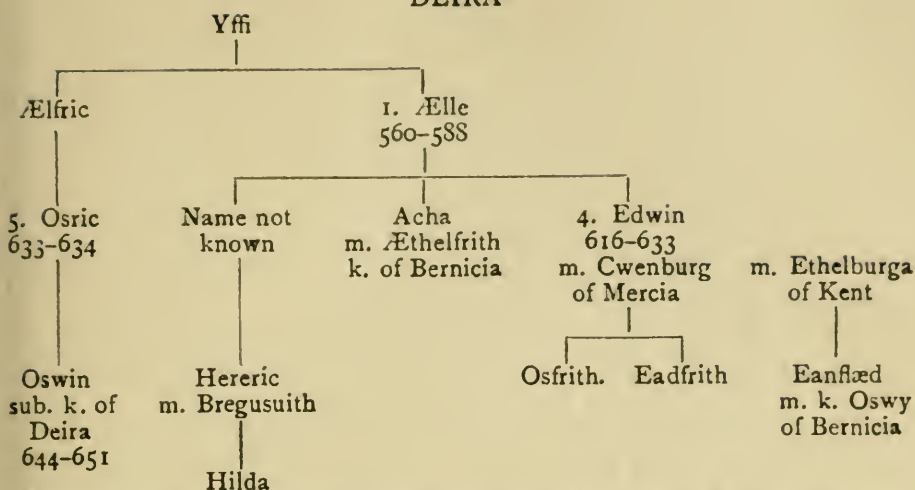 DEIRA
Yffi
Ælfric
1. Ælle
560–588
5. Osric
633–634
Name not
known
Acha
m. Æthelfrith
k. of Bernicia
4. Edwin
616–633
m. Cwenburg
of Mercia
m. Ethelburga
of Kent
Oswin
sub. k. of
Deira
644–651
Hereric
m. Bregusuith
Osfrith.
Eadfrith
Eanflæd
m. k. Oswy
of Bernicia
Hilda